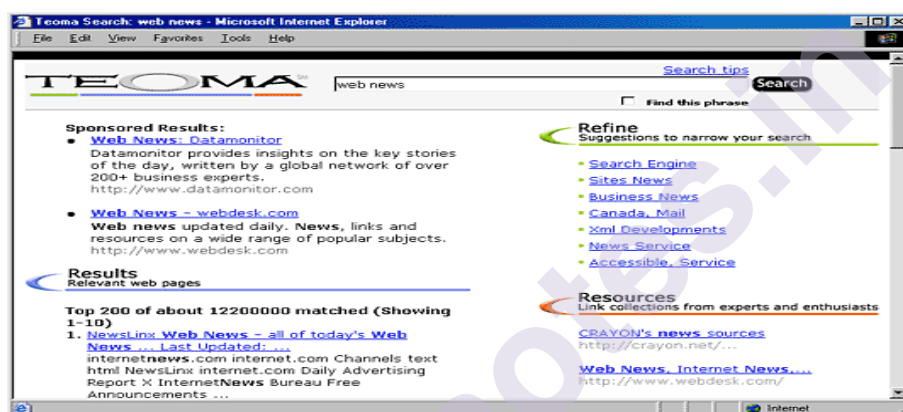 Teoma Search: web news - Microsoft Internet Explorer
File Edit View Favorites Tools Help
TEOMA
SM
web news
Search tips
Search
Find this phrase
Sponsored Results:
Web News: Datamonitor
Datamonitor provides insights on the key stories
of the day, written by a global network of over
200+ business experts.
http://www.datamonitor.com
Web News - webdesk.com
Web news updated daily. News, links and
resources on a wide range of popular subjects.
http://www.webdesk.com
Results
Relevant web pages
Top 200 of about 12200000 matched (Showing
1-10)
1. NewsLinx Web News - all of today's Web
News ... Last Updated: ...
internetnews.com internet.com Channels text
html NewsLinx internet.com Daily Advertising
Report X InternetNews Bureau Free
Announcements ...
Refine
Suggestions to narrow your search
Search Engine
Sites News
Business News
Canada, Mail
Xml Developments
News Service
Accessible, Service
Resources
Link collections from experts and enthusiasts
CRAYON's news sources
http://crayon.net/...
Web News, Internet News,...
http://www.webdesk.com/
Internet
otes.in